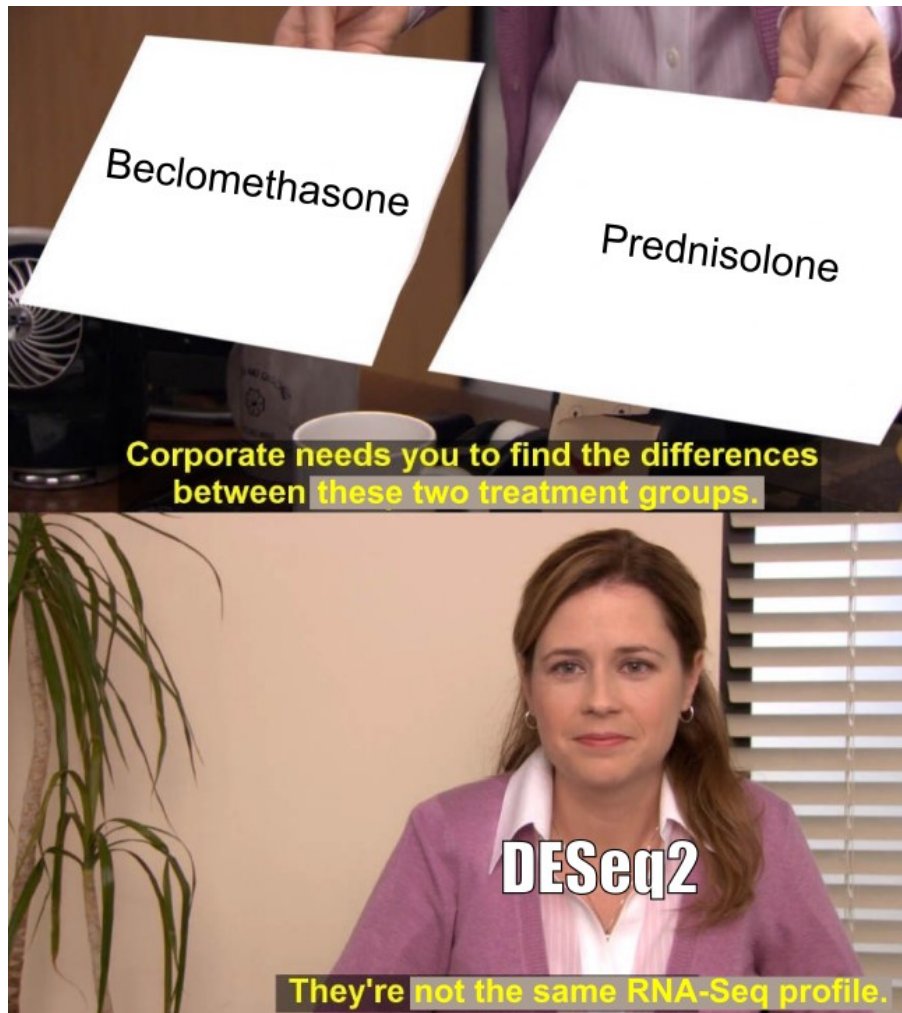 Beclomethasone
Prednisolone
Corporate needs you to find the differences
between these two treatment groups.
DESeq2
They're not the same RNA-Seq profile.